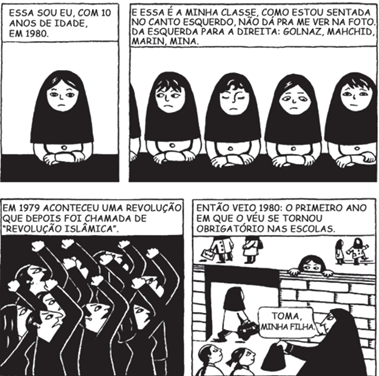 ESSA SOU EU, COM 10
ANOS DE IDADE,
EM 1980.
E ESSA É A MINHA CLASSE. COMO ESTOU SENTADA
NO CANTO ESQUERDO, NÃO DÁ PRA ME VER NA FOTO.
DA ESQUERDA PARA A DIREITA: GOLNAZ, MAHCHID,
MARIN, MINA.
EM 1979 ACONTECEU UMA REVOLUÇÃO
QUE DEPOIS FOI CHAMADA DE
"REVOLUÇÃO ISLÂMICA".
ENTÃO VEIO 1980: O PRIMEIRO ANO
EM QUE O VÉU SE TORNOU
OBRIGATÓRIO NAS ESCOLAS.
TOMA,
MINHA FILHA.